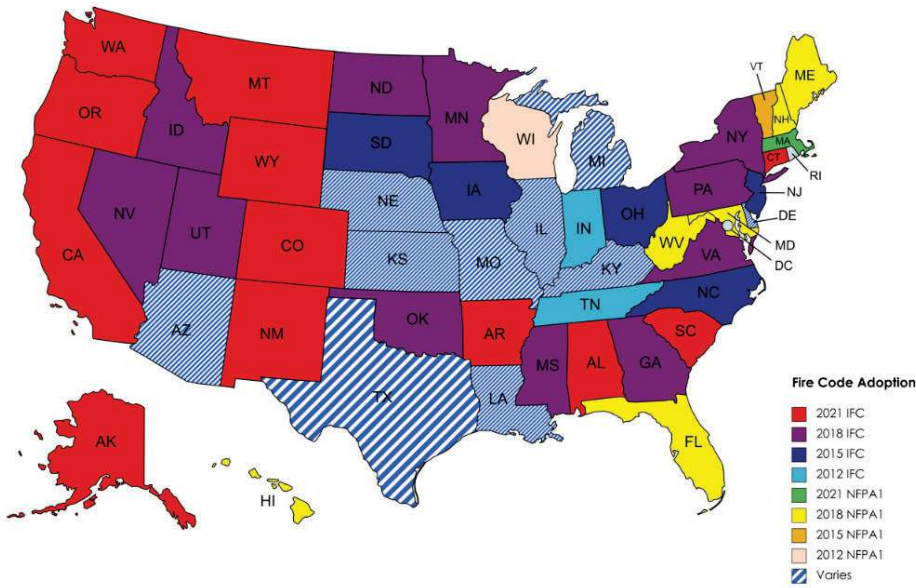 WA
MT
ND
MN
VT
ME
OR
ID
NH
WI
NY
MA
SD
WY
MI
CT
RI
PA
IA
NJ
NE
NV
OH
DE
IL
IN
UT
CO
WV
MD
CA
VA
KS
MO
KY
DC
NC
TN
OK
AZ
NM
AR
SC
MS
AL
GA
LA
TX
AK
FL
HI
Fire Code Adoption
2021 IFC
2018 IFC
2015 IFC
2012 IFC
2021 NFPA1
2018 NFPA1
2015 NFPA1
2012 NFPA1
Varies